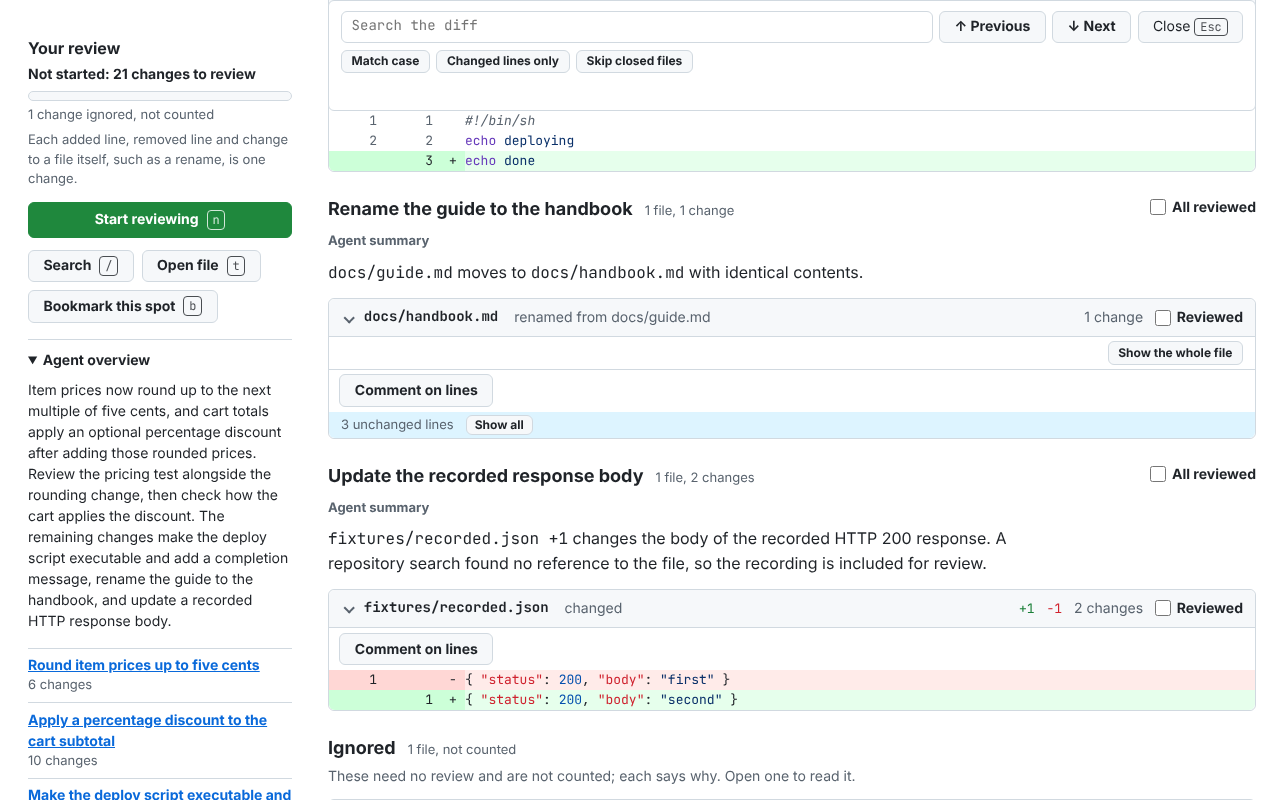 Your review
Not started: 21 changes to review
1 change ignored, not counted
Each added line, removed line and change
to a file itself, such as a rename, is one
change.
Start reviewing n
Search / Open file t
Bookmark this spot b
▼ Agent overview
Item prices now round up to the next
multiple of five cents, and cart totals
apply an optional percentage discount
after adding those rounded prices.
Review the pricing test alongside the
rounding change, then check how the
cart applies the discount. The
remaining changes make the deploy
script executable and add a completion
message, rename the guide to the
handbook, and update a recorded
HTTP response body.
Round item prices up to five cents
6 changes
Apply a percentage discount to the
cart subtotal
10 changes
Make the deploy script executable and
Search the diff ↑ Previous ↓ Next Close Esc
Match case Changed lines only Skip closed files
1 1 #!/bin/sh
2 2 echo deploying
3 + echo done
Rename the guide to the handbook 1 file, 1 change All reviewed
Agent summary
docs/guide.md moves to docs/handbook.md with identical contents.
docs/handbook.md renamed from docs/guide.md 1 change Reviewed
Show the whole file
Comment on lines
3 unchanged lines Show all
Update the recorded response body 1 file, 2 changes All reviewed
Agent summary
fixtures/recorded.json +1 changes the body of the recorded HTTP 200 response. A
repository search found no reference to the file, so the recording is included for review.
fixtures/recorded.json changed +1 -1 2 changes Reviewed
Comment on lines
1 - { "status": 200, "body": "first" }
1 + { "status": 200, "body": "second" }
Ignored 1 file, not counted
These need no review and are not counted; each says why. Open one to read it.